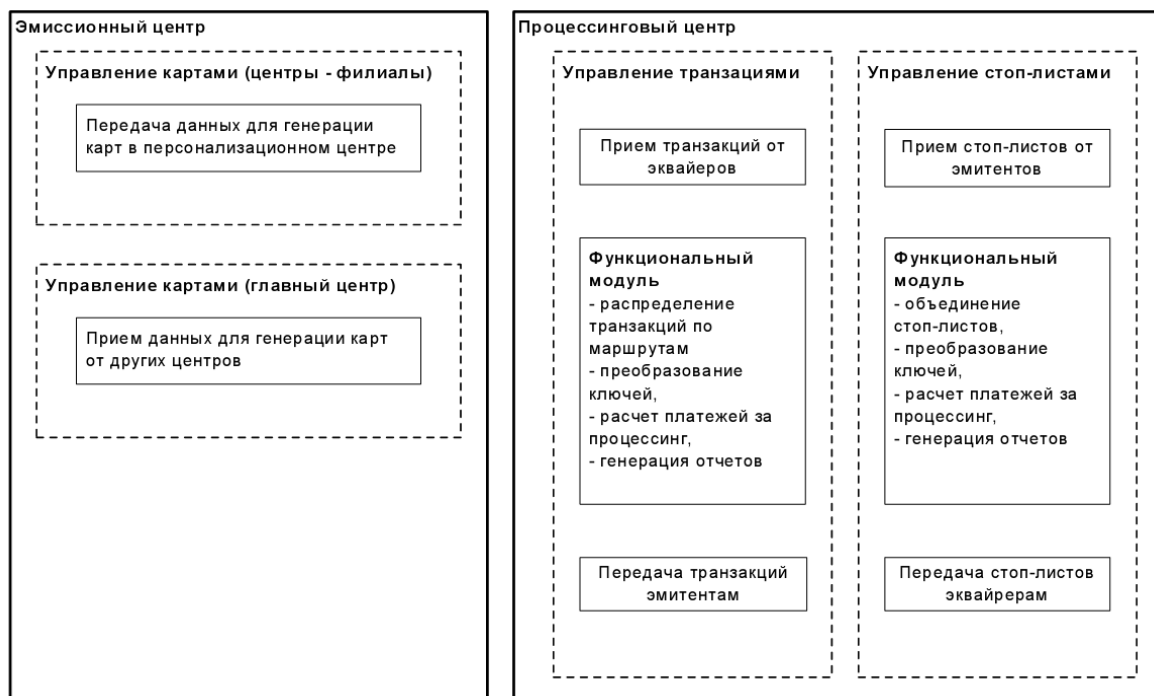 Эмиссионный центр
Управление картами (центры - филиалы)
Передача данных для генерации
карт в персонализационном центре
Управление картами (главный центр)
Прием данных для генерации карт
от других центров
Процессинговый центр
Управление транзациями
Прием транзакций от
эквайеров
Функциональный
модуль
- распределение
транзакций по
маршрутам
- преобразование
ключей,
- расчет платежей за
процессинг,
- генерация отчетов
Передача транзакций
эмитентам
Управление стоп-листами
Прием стоп-листов от
эмитентов
Функциональный
модуль
- объединение
стоп-листов,
- преобразование
ключей,
- расчет платежей за
процессинг,
- генерация отчетов
Передача стоп-листов
эквайрерам